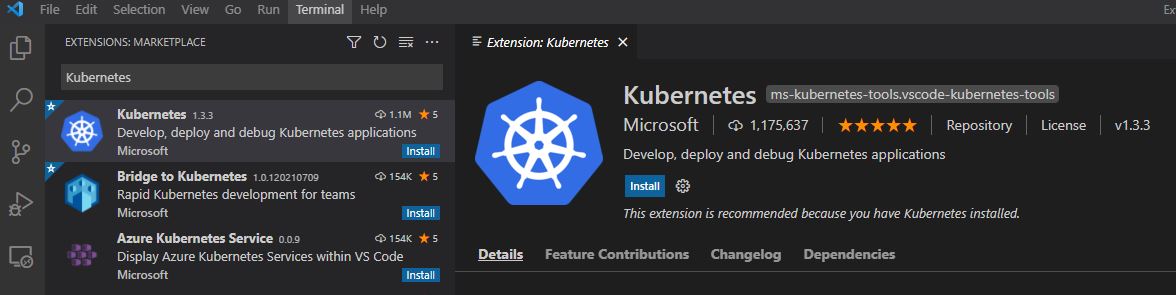 File Edit Selection View Go Run Terminal Help Ex
EXTENSIONS: MARKETPLACE
Kubernetes
Kubernetes 1.3.3 1.1M 5
Develop, deploy and debug Kubernetes applications
Microsoft Install
Bridge to Kubernetes 1.0.120210709 154K 5
Rapid Kubernetes development for teams
Microsoft Install
Azure Kubernetes Service 0.0.9 154K 5
Display Azure Kubernetes Services within VS Code
Microsoft Install
Extension: Kubernetes
Kubernetes ms-kubernetes-tools.vscode-kubernetes-tools
Microsoft 1,175,637 Repository License v1.3.3
Develop, deploy and debug Kubernetes applications
Install
This extension is recommended because you have Kubernetes installed.
Details Feature Contributions Changelog Dependencies